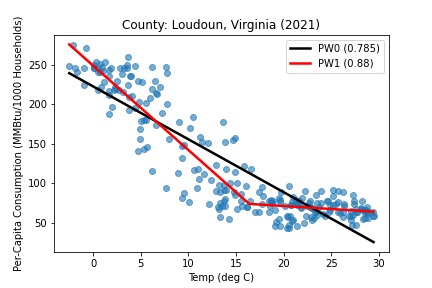 County: Loudoun, Virginia (2021)
PW0 (0.785)
PW1 (0.88)
Per-Capita Consumption (MMBtu/1000 Households)
250
200
150
100
50
0
5
10
15
20
25
30
Temp (deg C)